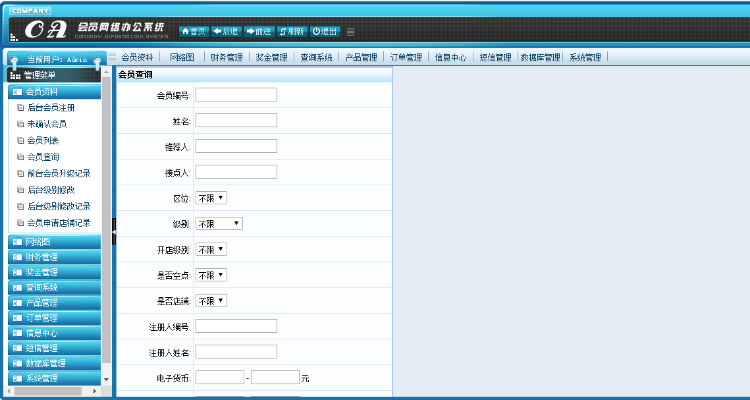 COMPANY
OA 会员网络办公系统
首页 后退 前进 刷新 退出
当前用户: Admin
会员资料 网络图 财务管理 奖金管理 查询系统 产品管理 订单管理 信息中心 短信管理 数据库管理 系统管理
管理菜单
会员资料
后台会员注册
未确认会员
会员列表
会员查询
前台会员升级记录
后台级别修改
后台级别修改记录
会员申请店铺记录
网络图
财务管理
奖金管理
查询系统
产品管理
订单管理
信息中心
短信管理
数据库管理
系统管理
会员查询
会员编号:
姓名:
推荐人:
接点人:
区位: 不限
级别: 不限
开店级别: 不限
是否空点: 不限
是否店铺: 不限
注册人编号:
注册人姓名:
电子货币: - 元